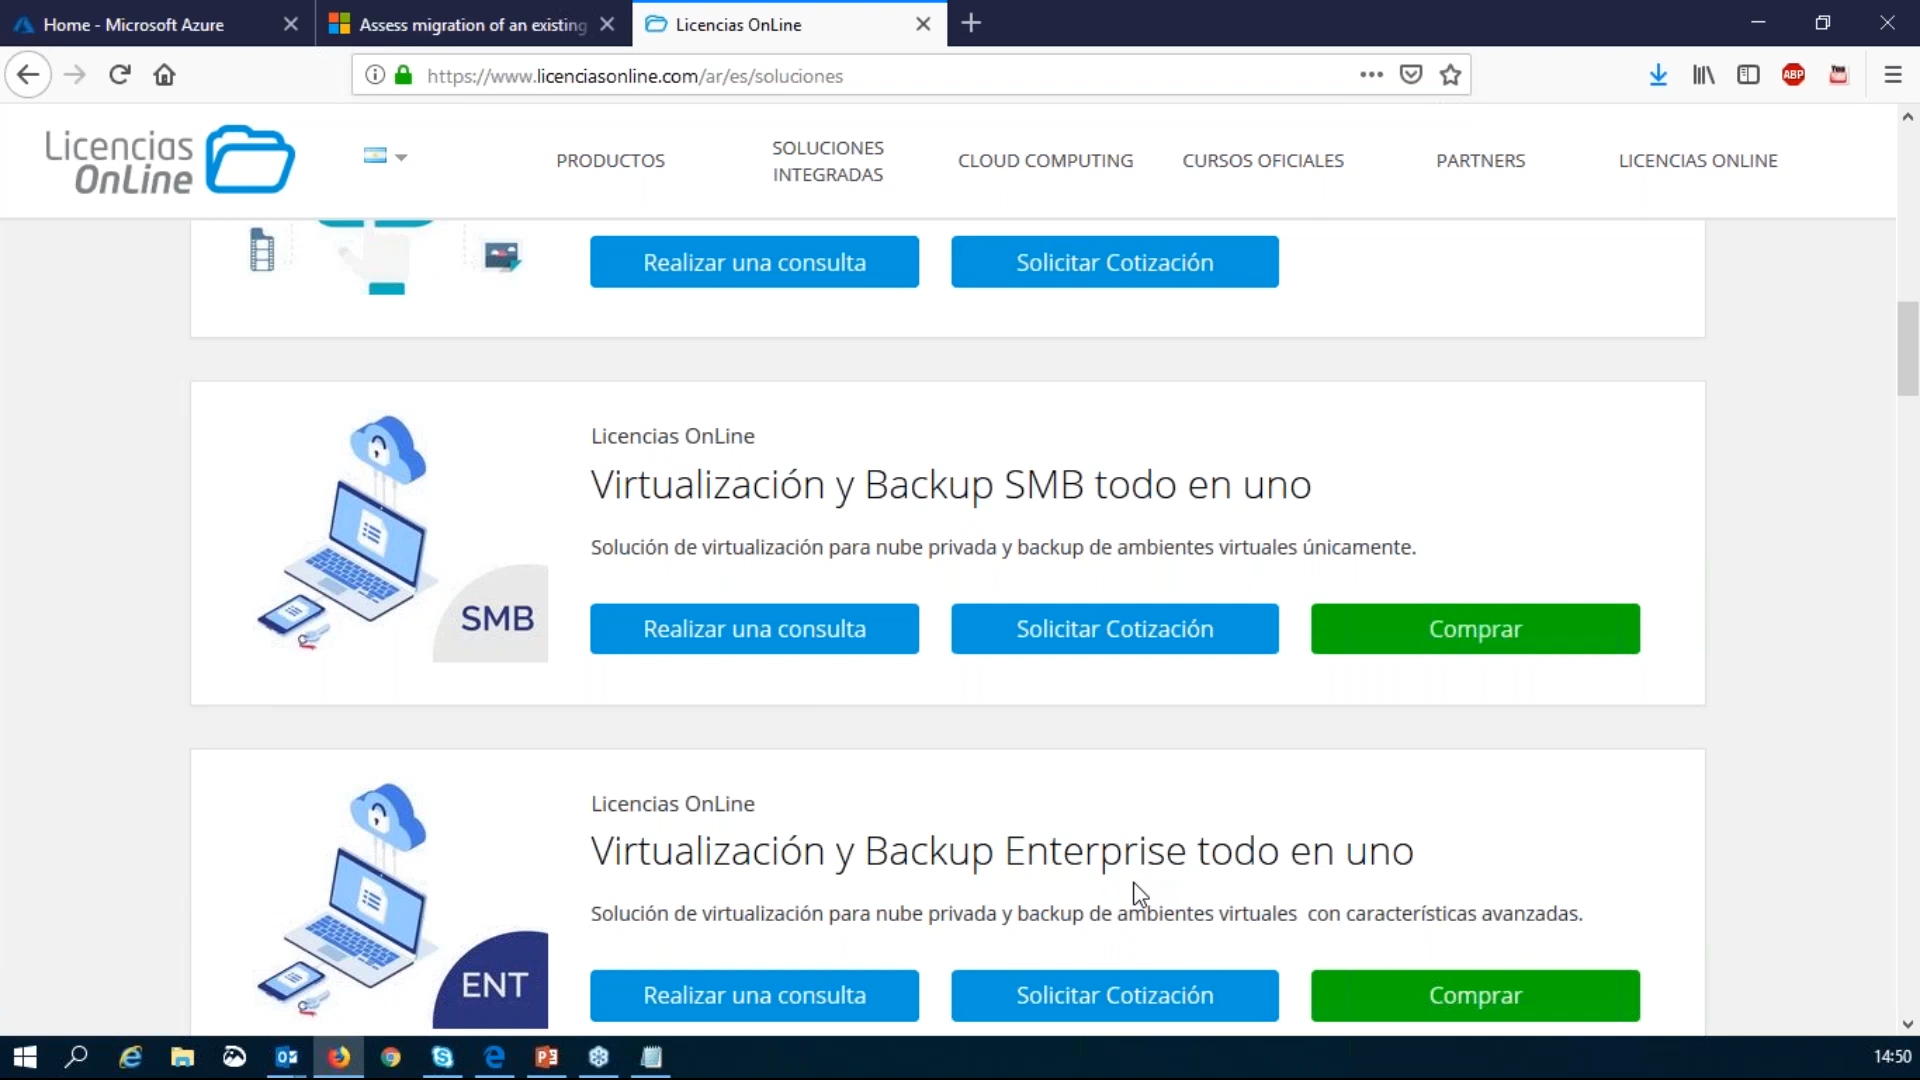 Home - Microsoft Azure
Assess migration of an existing
Licencias OnLine
https://www.licenciasonline.com/ar/es/soluciones
ABP
Licencias
OnLine
PRODUCTOS
SOLUCIONES
INTEGRADAS
CLOUD COMPUTING
CURSOS OFICIALES
PARTNERS
LICENCIAS ONLINE
Realizar una consulta
Solicitar Cotización
Licencias OnLine
Virtualización y Backup SMB todo en uno
Solución de virtualización para nube privada y backup de ambientes virtuales únicamente.
SMB
Realizar una consulta
Solicitar Cotización
Comprar
Licencias OnLine
Virtualización y Backup Enterprise todo en uno
Solución de virtualización para nube privada y backup de ambientes virtuales  con características avanzadas.
ENT
Realizar una consulta
Solicitar Cotización
Comprar
14:50